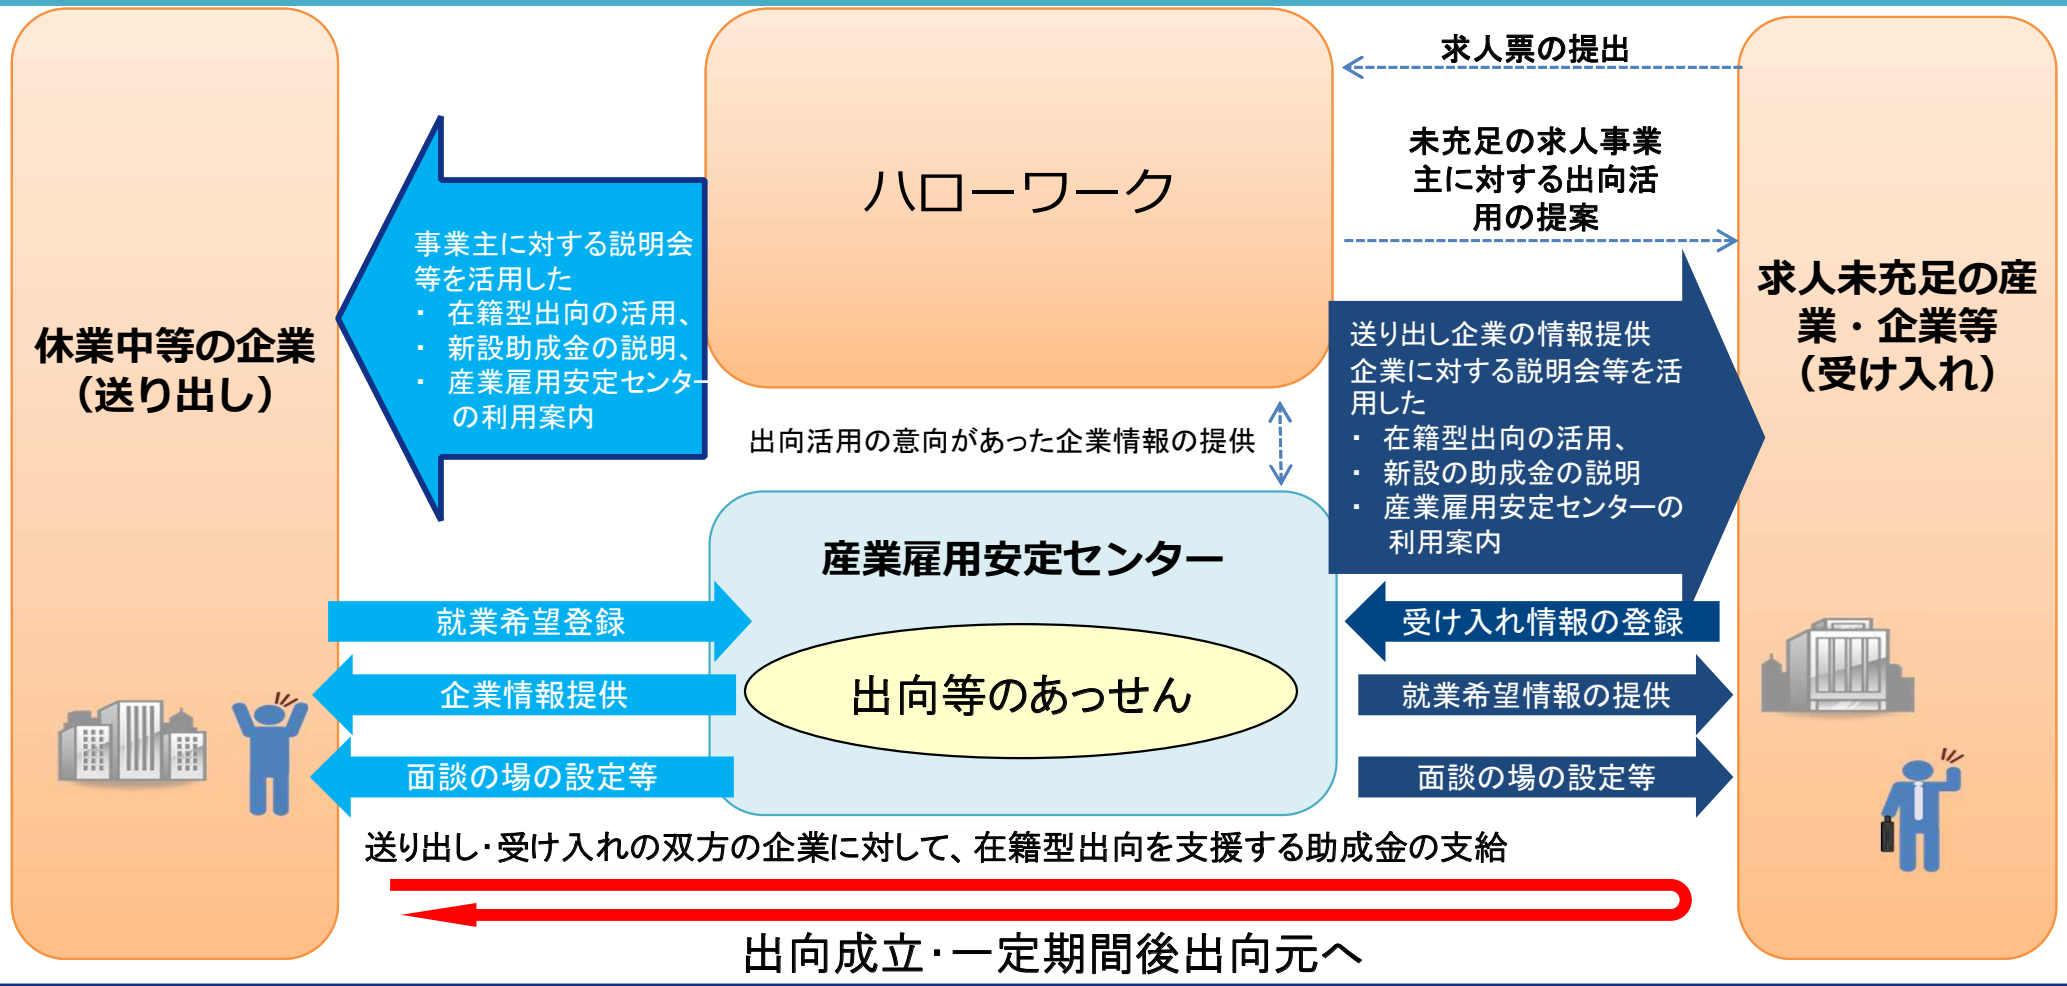 休業中等の企業
（送り出し）
事業主に対する説明会
等を活用した
・ 在籍型出向の活用、
・ 新設助成金の説明、
・ 産業雇用安定センター
の利用案内
ハローワーク
求人票の提出
未充足の求人事業
主に対する出向活
用の提案
送り出し企業の情報提供
企業に対する説明会等を活
用した
・ 在籍型出向の活用、
・ 新設の助成金の説明
・ 産業雇用安定センターの
利用案内
求人未充足の産
業・企業等
（受け入れ）
出向活用の意向があった企業情報の提供
産業雇用安定センター
出向等のあっせん
就業希望登録
企業情報提供
面談の場の設定等
受け入れ情報の登録
就業希望情報の提供
面談の場の設定等
送り出し・受け入れの双方の企業に対して、在籍型出向を支援する助成金の支給
出向成立・一定期間後出向元へ